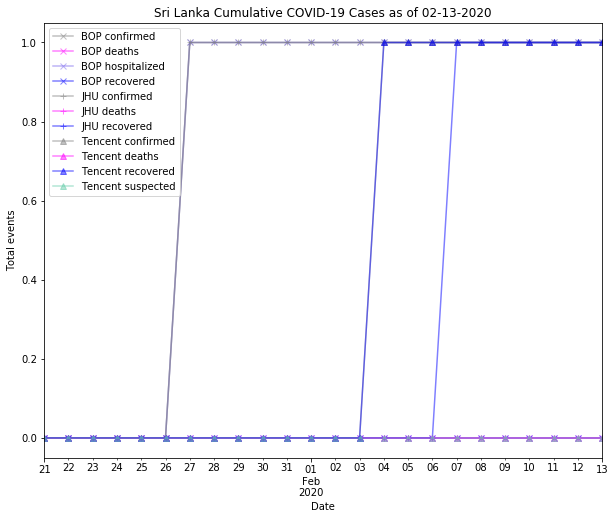 Sri Lanka Cumulative COVID-19 Cases as of 02-13-2020
BOP confirmed
BOP deaths
BOP hospitalized
BOP recovered
JHU confirmed
JHU deaths
JHU recovered
Tencent confirmed
Tencent deaths
Tencent recovered
Tencent suspected
Total events
1.0
0.8
0.6
0.4
0.2
0.0
21 22 23 24 25 26 27 28 29 30 31 01 02 03 04 05 06 07 08 09 10 11 12 13
Feb
2020
Date